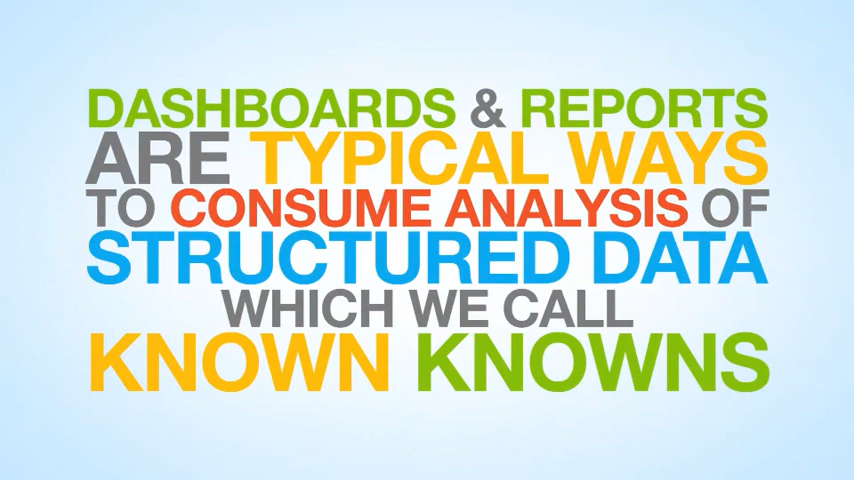 DASHBOARDS & REPORTS
ARE TYPICAL WAYS
TO CONSUME ANALYSIS OF
STRUCTURED DATA
WHICH WE CALL
KNOWN KNOWNS